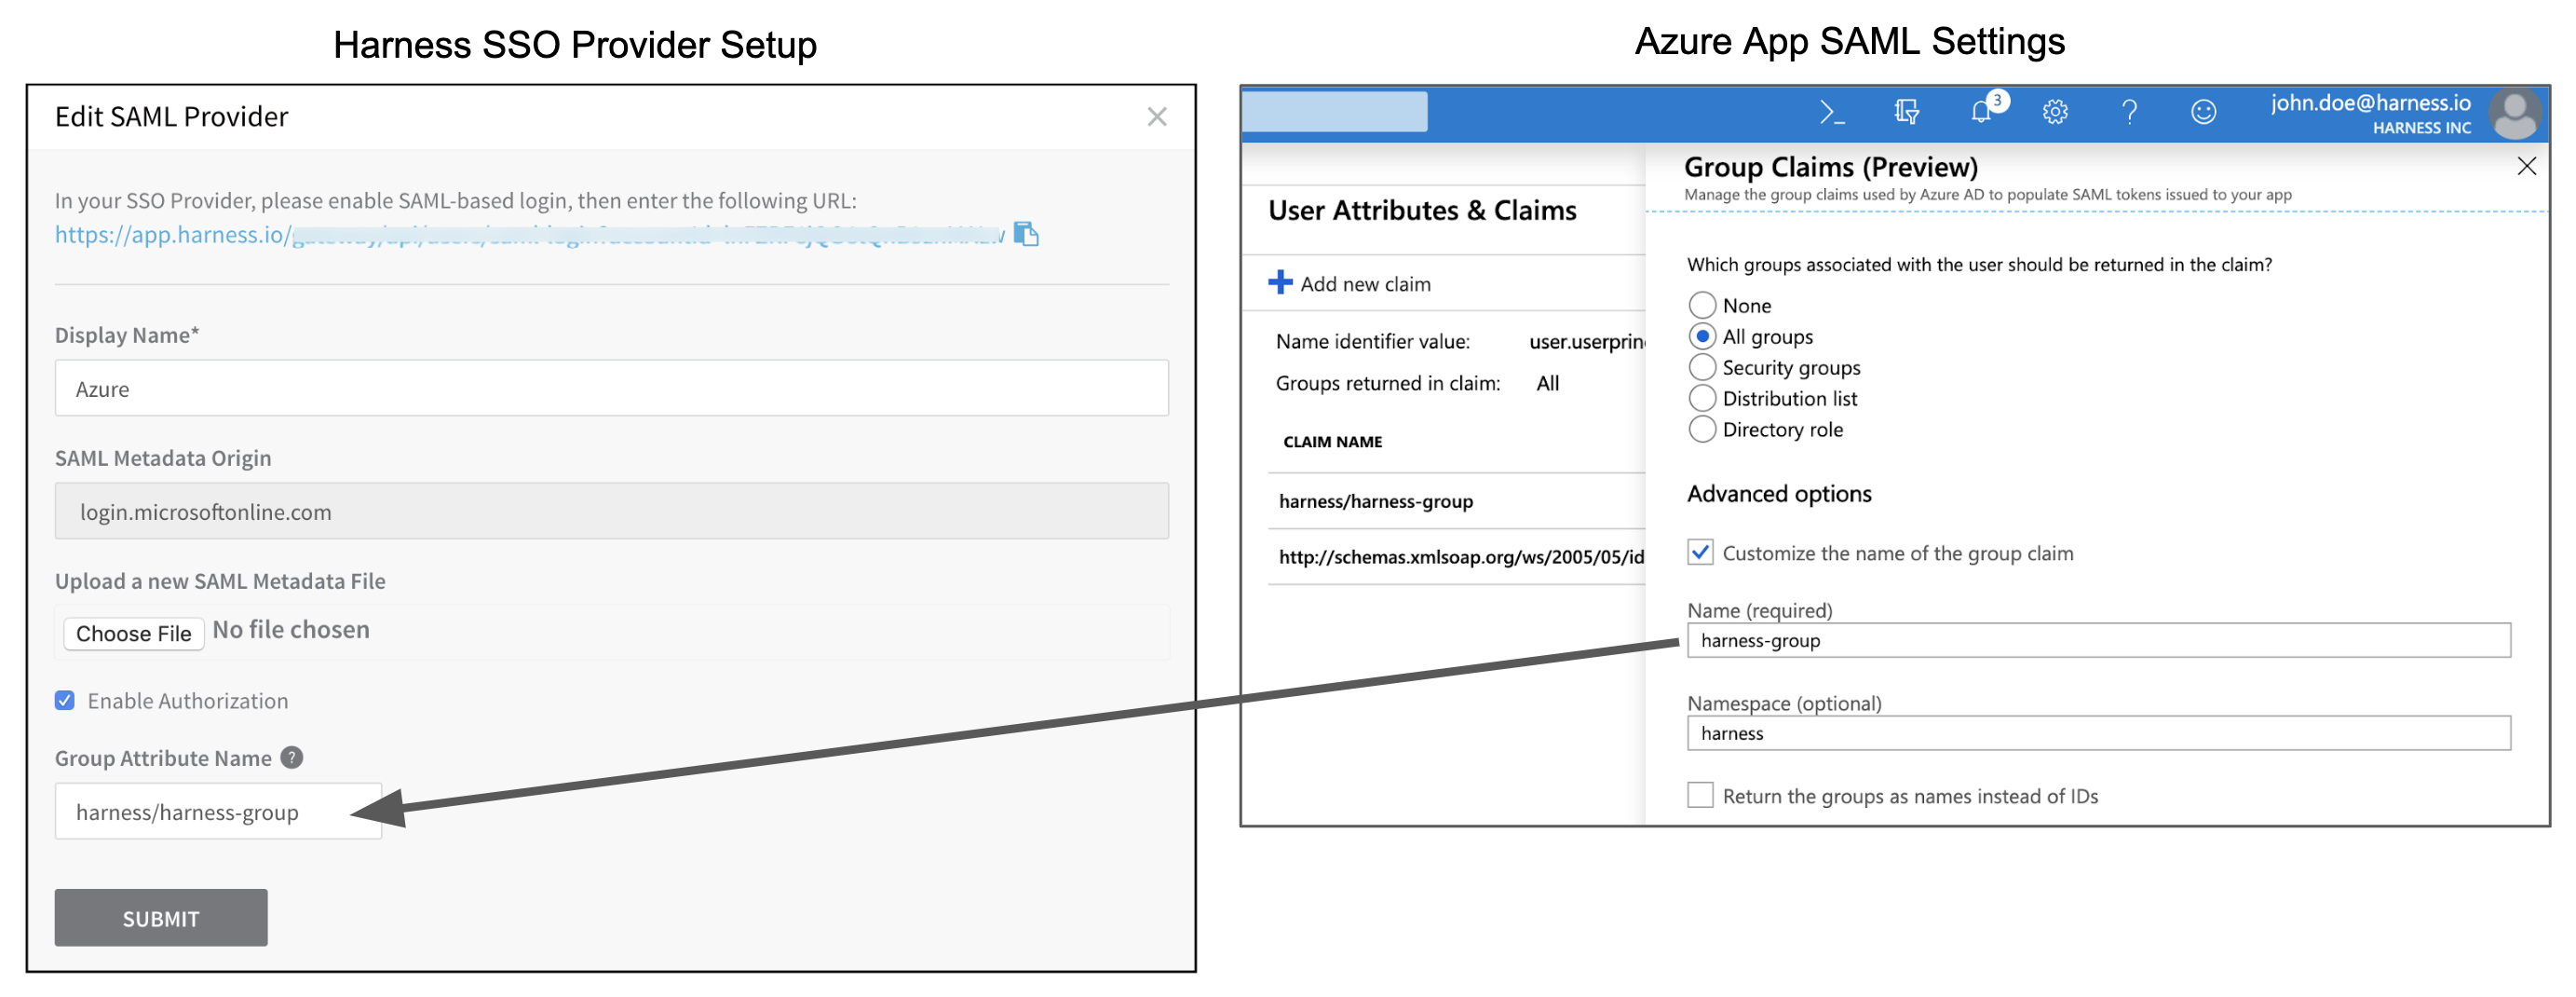 Harness SSO Provider Setup
Edit SAML Provider
In your SSO Provider, please enable SAML-based login, then enter the following URL:
https://app.harness.io/
Display Name*
Azure
SAML Metadata Origin
login.microsoftonline.com
Upload a new SAML Metadata File
Choose File No file chosen
Enable Authorization
Group Attribute Name ?
harness/harness-group
SUBMIT
Azure App SAML Settings
3
john.doe@harness.io
HARNESS INC
User Attributes & Claims
Add new claim
Name identifier value: user.userprin
Groups returned in claim: All
CLAIM NAME
harness/harness-group
http://schemas.xmlsoap.org/ws/2005/05/id
Group Claims (Preview)
Manage the group claims used by Azure AD to populate SAML tokens issued to your app
Which groups associated with the user should be returned in the claim?
None
All groups
Security groups
Distribution list
Directory role
Advanced options
Customize the name of the group claim
Name (required)
harness-group
Namespace (optional)
harness
Return the groups as names instead of IDs